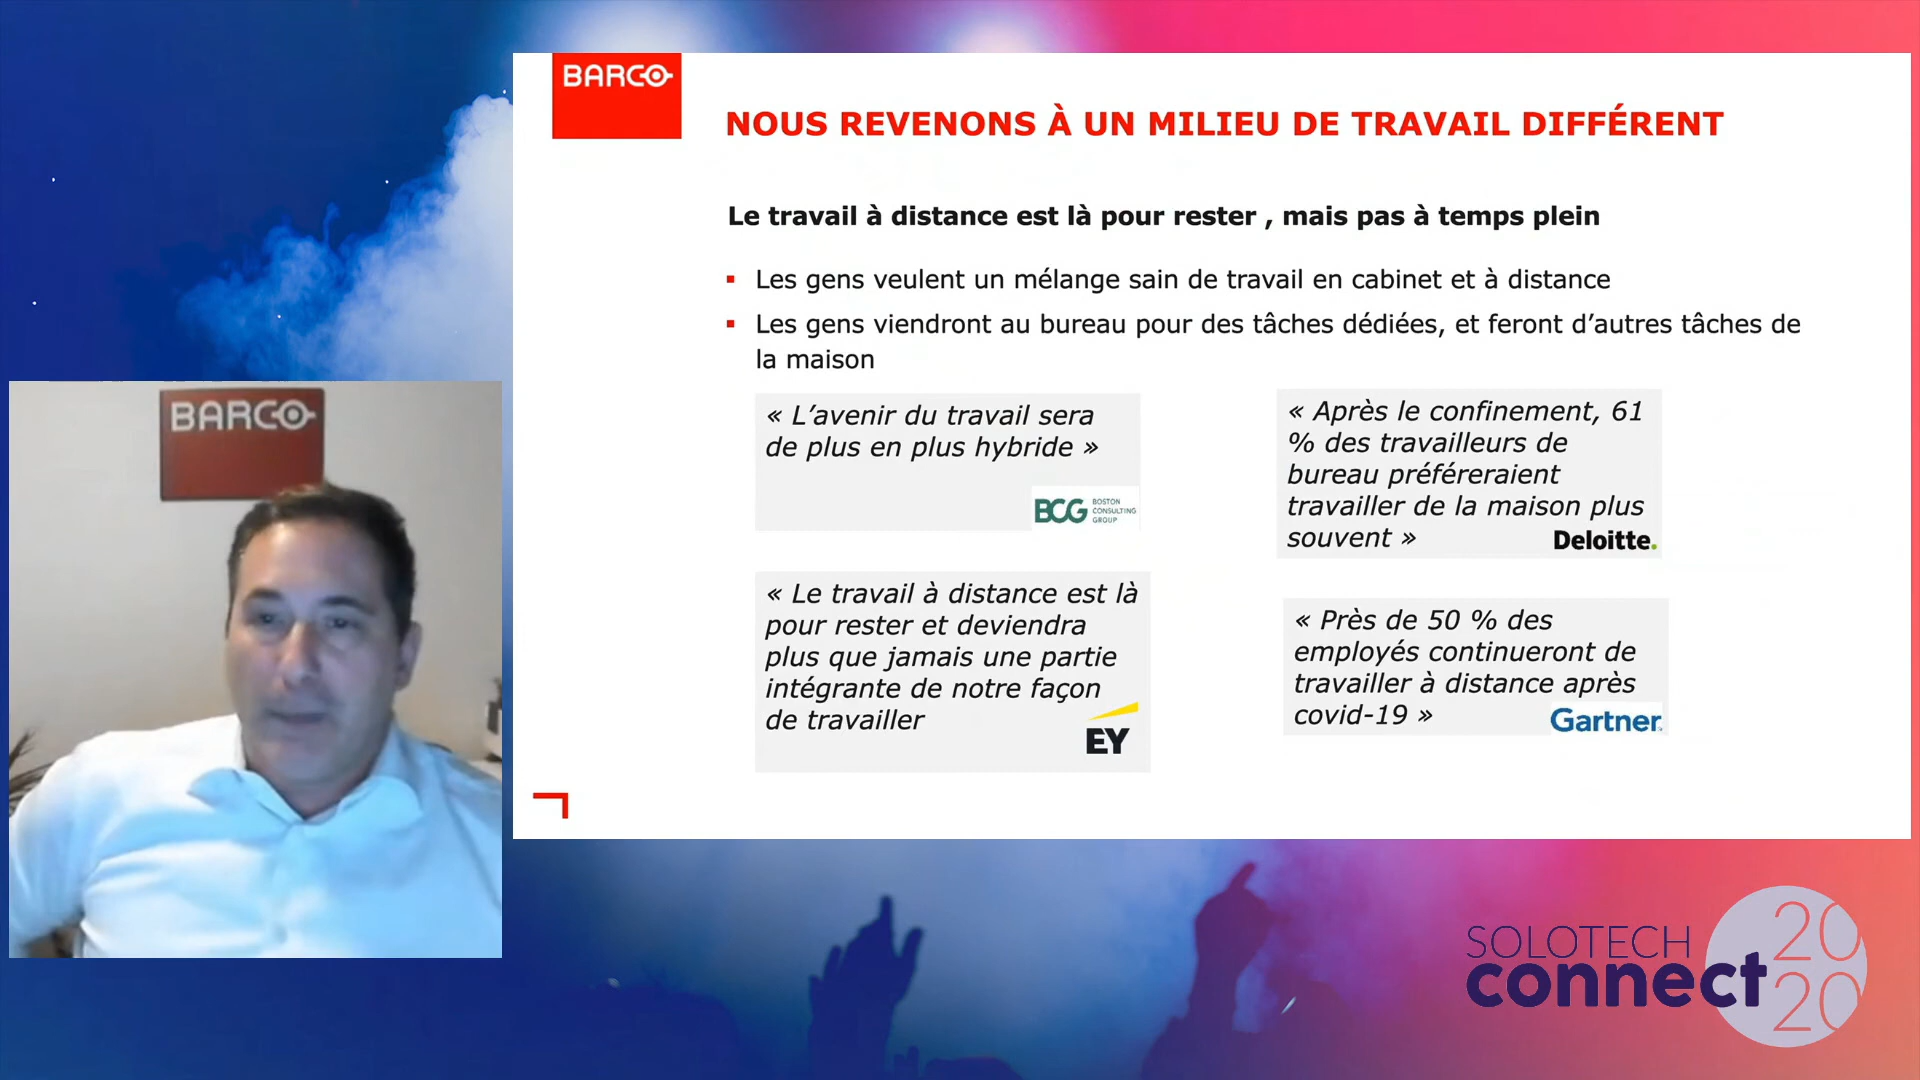 BARCO
NOUS REVENONS À UN MILIEU DE TRAVAIL DIFFÉRENT
Le travail à distance est là pour rester , mais pas à temps plein
Les gens veulent un mélange sain de travail en cabinet et à distance
Les gens viendront au bureau pour des tâches dédiées, et feront d’autres tâches de
la maison
« L’avenir du travail sera
de plus en plus hybride »
BCG
BOSTON
CONSULTING
GROUP
« Après le confinement, 61
% des travailleurs de
bureau préféreraient
travailler de la maison plus
souvent »
Deloitte.
« Le travail à distance est là
pour rester et deviendra
plus que jamais une partie
intégrante de notre façon
de travailler
EY
« Près de 50 % des
employés continueront de
travailler à distance après
covid-19 »
Gartner
BARCO
SOLOTECH
connect
20
20